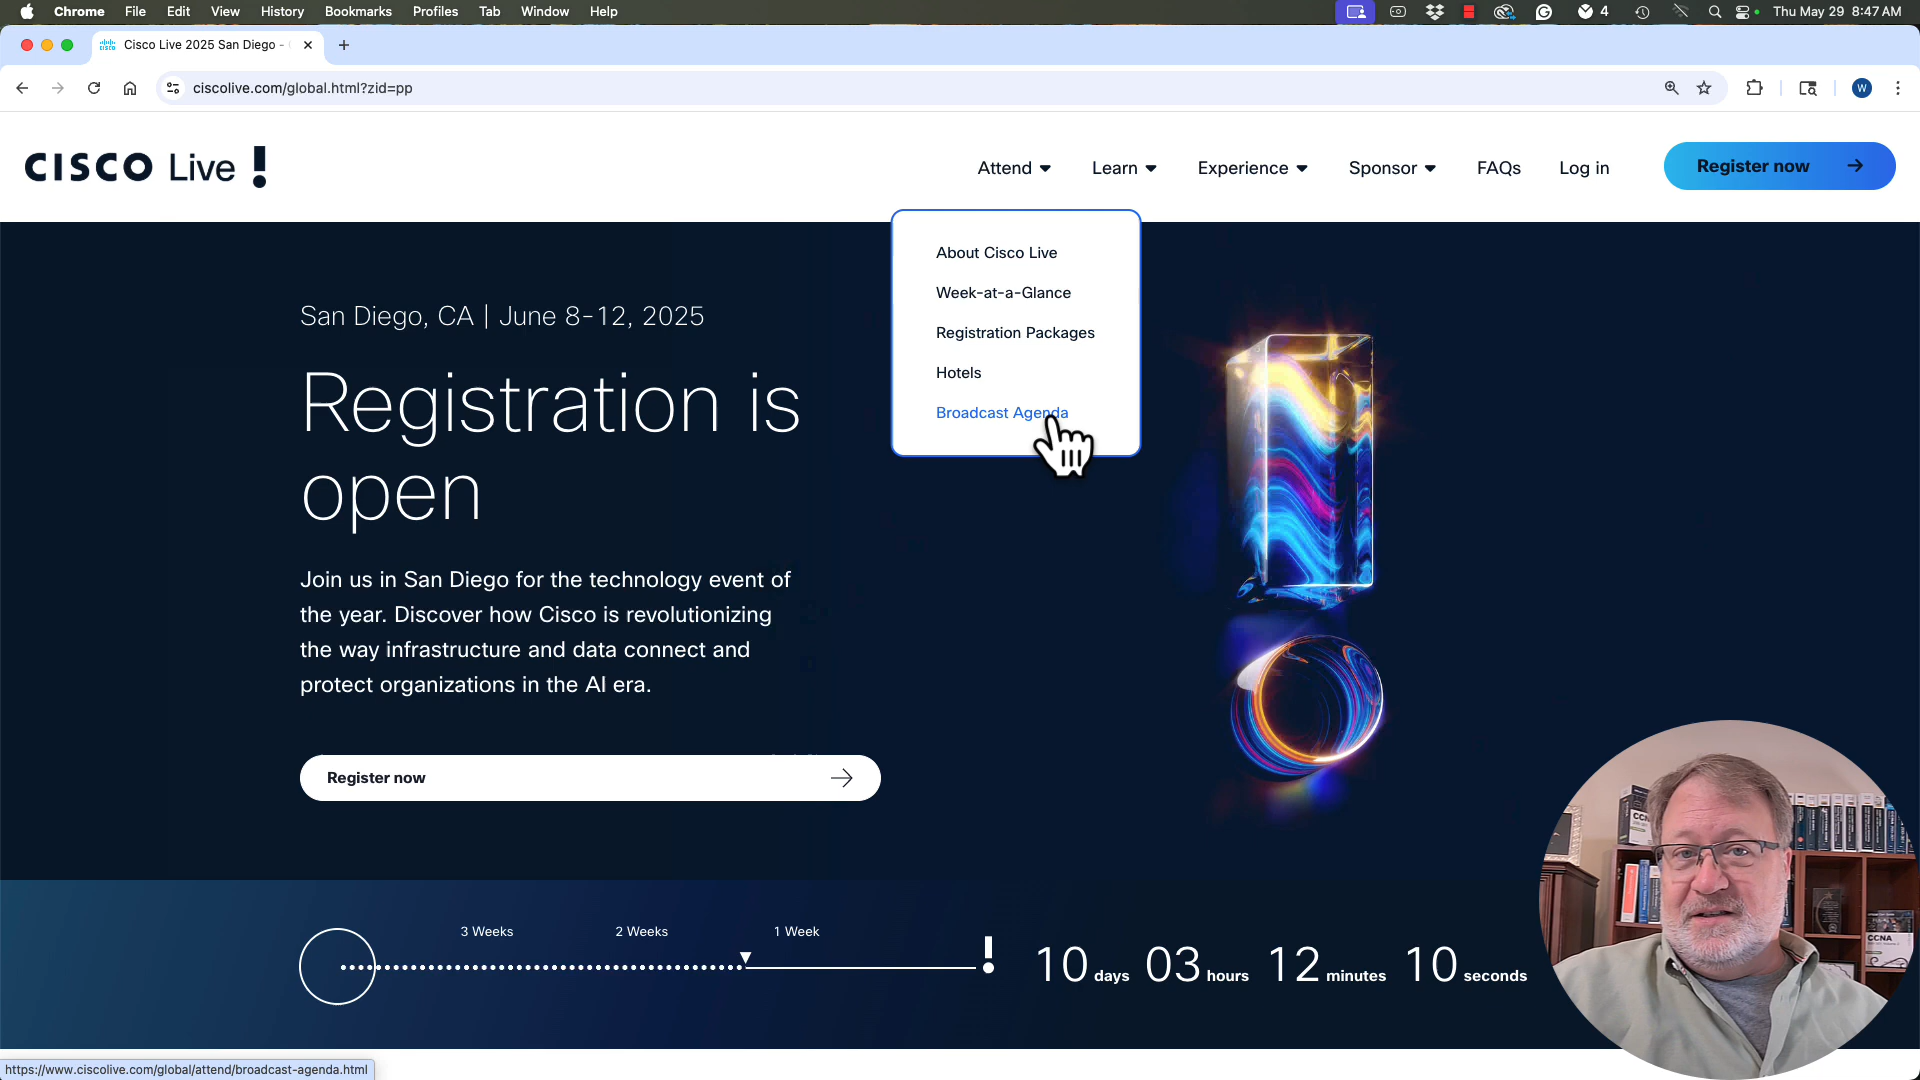 Chrome File Edit View History Bookmarks Profiles Tab Window Help 4 Thu May 29 8:47 AM
Cisco Live 2025 San Diego -
ciscolive.com/global.html?zid=pp
W
CISCO Live !
Attend Learn Experience Sponsor FAQs Log in Register now
About Cisco Live
Week-at-a-Glance
Registration Packages
Hotels
Broadcast Agenda
San Diego, CA | June 8-12, 2025
Registration is
open
Join us in San Diego for the technology event of
the year. Discover how Cisco is revolutionizing
the way infrastructure and data connect and
protect organizations in the AI era.
Register now
3 Weeks 2 Weeks 1 Week
10 days 03 hours 12 minutes 10 seconds
CCNA
https://www.ciscolive.com/global/attend/broadcast-agenda.html